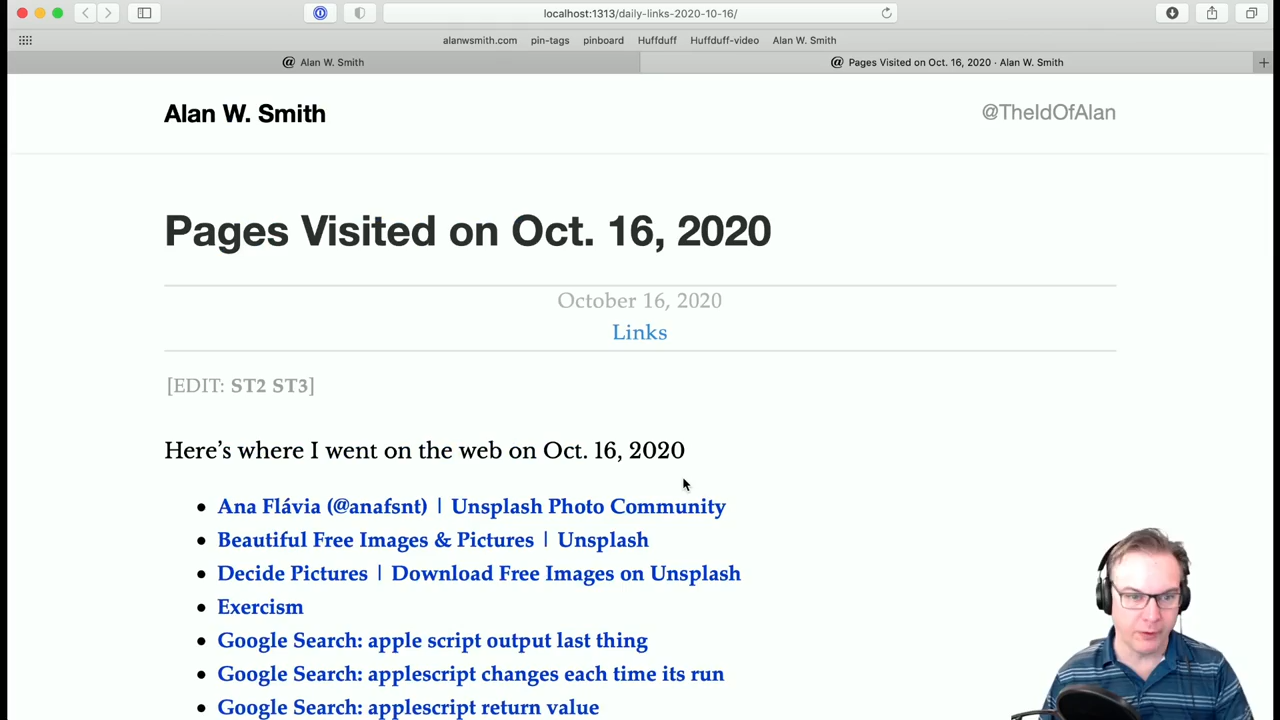 localhost:1313/daily-links-2020-10-16/
alanwsmith.com pin-tags pinboard Huffduff Huffduff-video Alan W. Smith
@ Alan W. Smith
@ Pages Visited on Oct. 16, 2020 · Alan W. Smith
Alan W. Smith
@TheIdOfAlan
Pages Visited on Oct. 16, 2020
October 16, 2020
Links
[EDIT: ST2 ST3]
Here’s where I went on the web on Oct. 16, 2020
Ana Flávia (@anafsnt) | Unsplash Photo Community
Beautiful Free Images & Pictures | Unsplash
Decide Pictures | Download Free Images on Unsplash
Exercism
Google Search: apple script output last thing
Google Search: applescript changes each time its run
Google Search: applescript return value